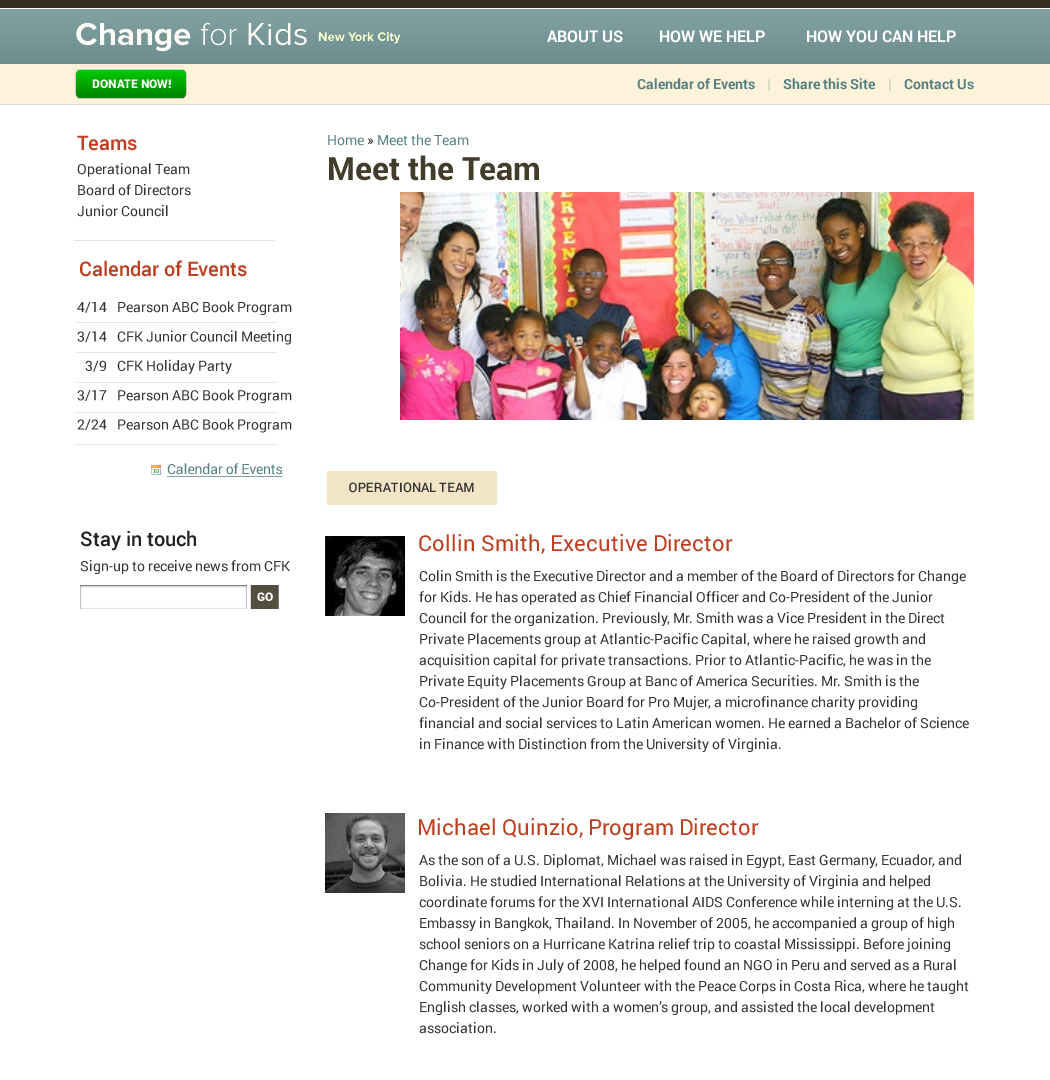 Change for Kids New York City
ABOUT US HOW WE HELP HOW YOU CAN HELP
DONATE NOW!
Calendar of Events | Share this Site | Contact Us
Teams
Operational Team
Board of Directors
Junior Council
Calendar of Events
4/14 Pearson ABC Book Program
3/14 CFK Junior Council Meeting
3/9 CFK Holiday Party
3/17 Pearson ABC Book Program
2/24 Pearson ABC Book Program
Calendar of Events
Stay in touch
Sign-up to receive news from CFK
GO
Home » Meet the Team
Meet the Team
OPERATIONAL TEAM
Collin Smith, Executive Director
Colin Smith is the Executive Director and a member of the Board of Directors for Change
for Kids. He has operated as Chief Financial Officer and Co-President of the Junior
Council for the organization. Previously, Mr. Smith was a Vice President in the Direct
Private Placements group at Atlantic-Pacific Capital, where he raised growth and
acquisition capital for private transactions. Prior to Atlantic-Pacific, he was in the
Private Equity Placements Group at Banc of America Securities. Mr. Smith is the
Co-President of the Junior Board for Pro Mujer, a microfinance charity providing
financial and social services to Latin American women. He earned a Bachelor of Science
in Finance with Distinction from the University of Virginia.
Michael Quinzio, Program Director
As the son of a U.S. Diplomat, Michael was raised in Egypt, East Germany, Ecuador, and
Bolivia. He studied International Relations at the University of Virginia and helped
coordinate forums for the XVI International AIDS Conference while interning at the U.S.
Embassy in Bangkok, Thailand. In November of 2005, he accompanied a group of high
school seniors on a Hurricane Katrina relief trip to coastal Mississippi. Before joining
Change for Kids in July of 2008, he helped found an NGO in Peru and served as a Rural
Community Development Volunteer with the Peace Corps in Costa Rica, where he taught
English classes, worked with a women’s group, and assisted the local development
association.